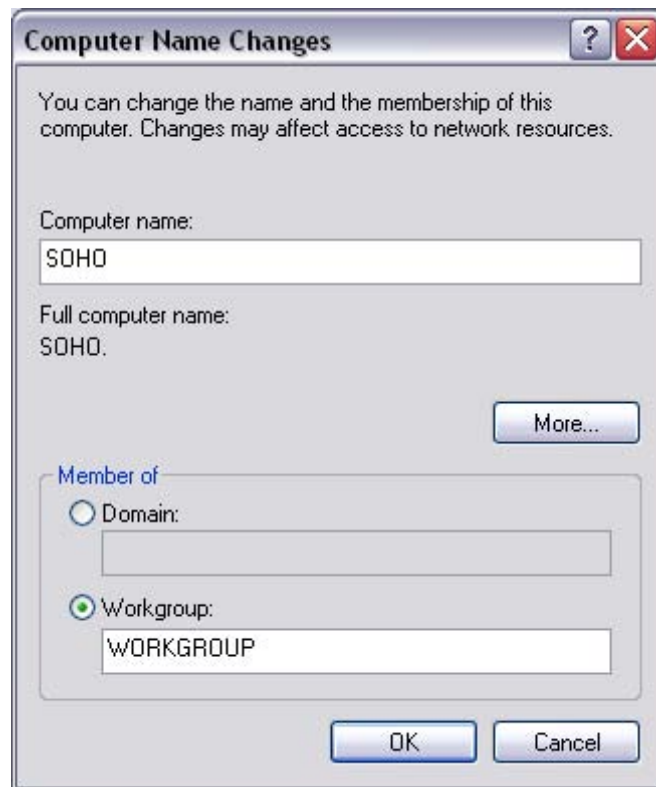 Computer Name Changes
You can change the name and the membership of this
computer. Changes may affect access to network resources.
Computer name:
SOHO
Full computer name:
SOHO.
More...
Member of
Domain:
Workgroup:
WORKGROUP
OK Cancel